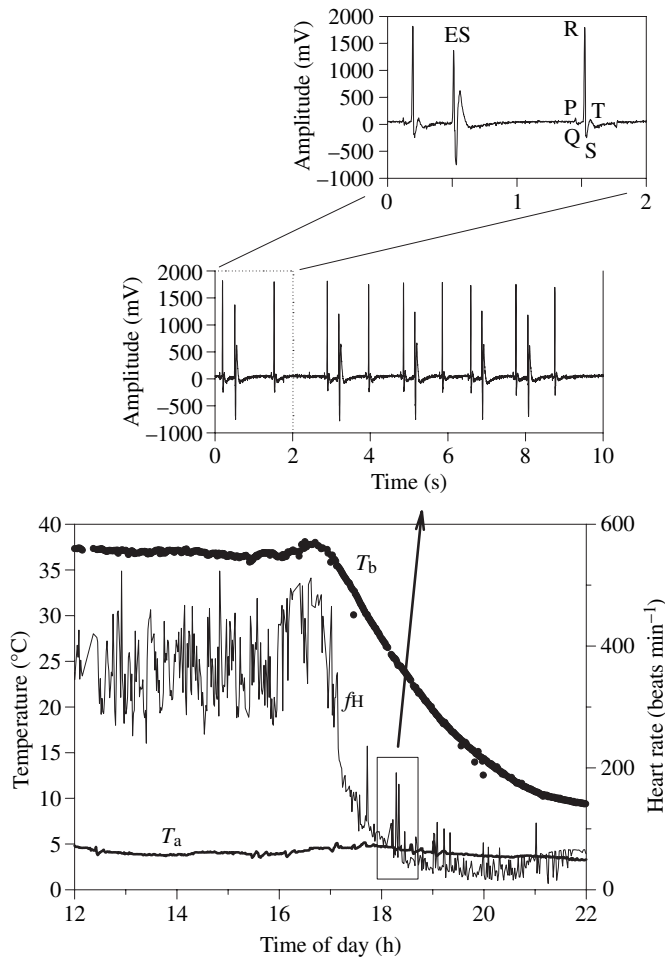 Amplitude (mV)
2000
1500
1000
500
0
−500
−1000
ES
R
P
T
Q
S
0
1
2
Amplitude (mV)
2000
1500
1000
500
0
−500
−1000
0
2
4
6
8
10
Time (s)
Temperature (°C)
40
35
30
25
20
15
10
5
0
Tb
fH
Ta
600
400
200
0
Heart rate (beats min−1)
12
14
16
18
20
22
Time of day (h)